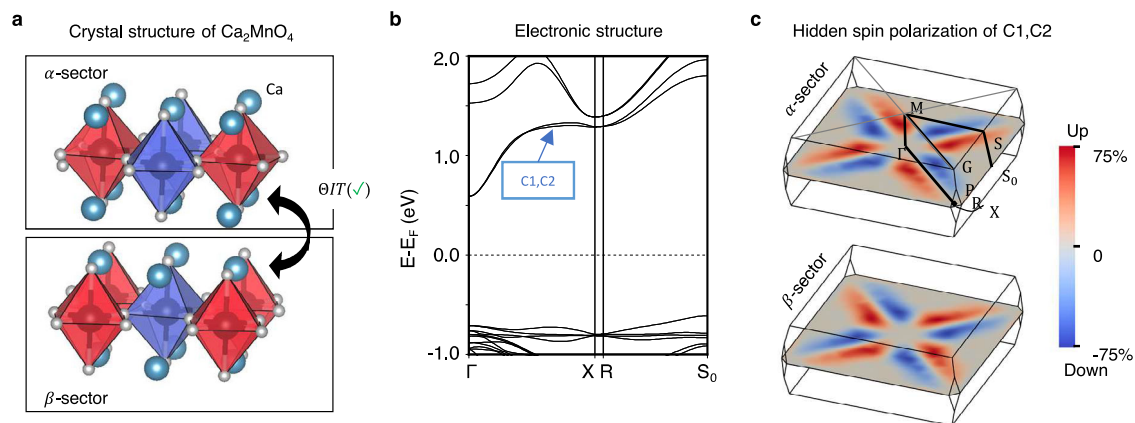 a
Crystal structure of Ca₂MnO₄
α-sector
Ca
ΘIT(✓)
β-sector
b
Electronic structure
2.0
1.0
0.0
-1.0
E-E_F (eV)
C1,C2
Γ
X
R
S₀
c
Hidden spin polarization of C1,C2
α-sector
M
Γ
S
G
S₀
P
R
X
β-sector
Up
75%
0
-75%
Down